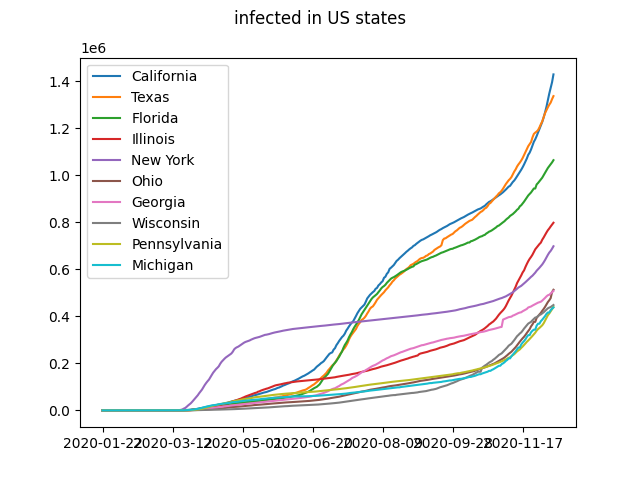 infected in US states
1e6
1.4
1.2
1.0
0.8
0.6
0.4
0.2
0.0
California
Texas
Florida
Illinois
New York
Ohio
Georgia
Wisconsin
Pennsylvania
Michigan
2020-01-22 2020-03-12 2020-05-01 2020-06-20 2020-08-09 2020-09-28 2020-11-17